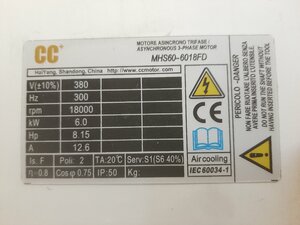 CC+
MOTORE ASINCRONO TRIFASE /
ASYNCHRONOUS 3-PHASE MOTOR
MHS60-6018FD
HaiYang, Shandong, China http://www.ccmotor.com
V(±10%) 380
Hz 300
rpm 18000
kW 6.0
Hp 8.15
A 12.6
Is. F Poli: 2 TA:20°C Serv.:S1(S6 40%)
η=0.8 Cosφ 0.75 IP:50 Kg:
Air cooling
IEC 60034-1
PERICOLO - DANGER
NON FARE RUOTARE L'ALBERO SENZA
AVERE PRIMA INSERITO L'UTENSILE
DO NOT RUN THE SHAFT WITHOUT
HAVING INSERTED BEFORE THE TOOL